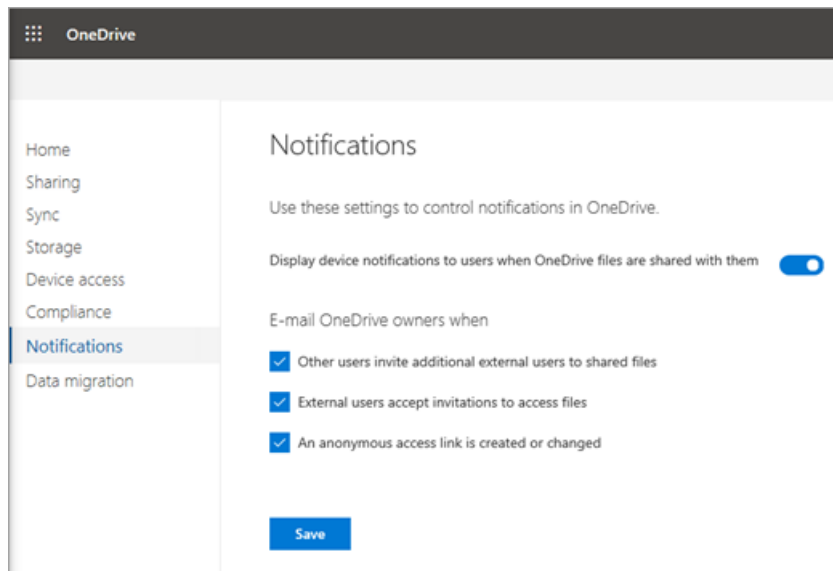 OneDrive
Home
Sharing
Sync
Storage
Device access
Compliance
Notifications
Data migration
Notifications
Use these settings to control notifications in OneDrive.
Display device notifications to users when OneDrive files are shared with them
E-mail OneDrive owners when
Other users invite additional external users to shared files
External users accept invitations to access files
An anonymous access link is created or changed
Save